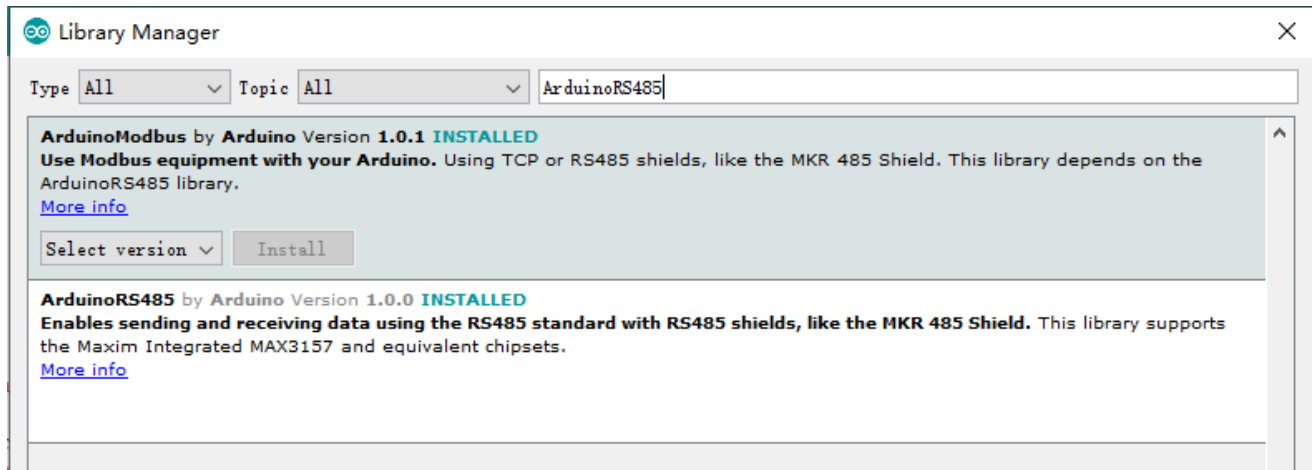 Library Manager
Type All Topic All ArduinoRS485
ArduinoModbus by Arduino Version 1.0.1 INSTALLED
Use Modbus equipment with your Arduino. Using TCP or RS485 shields, like the MKR 485 Shield. This library depends on the
ArduinoRS485 library.
More info
Select version Install
ArduinoRS485 by Arduino Version 1.0.0 INSTALLED
Enables sending and receiving data using the RS485 standard with RS485 shields, like the MKR 485 Shield. This library supports
the Maxim Integrated MAX3157 and equivalent chipsets.
More info